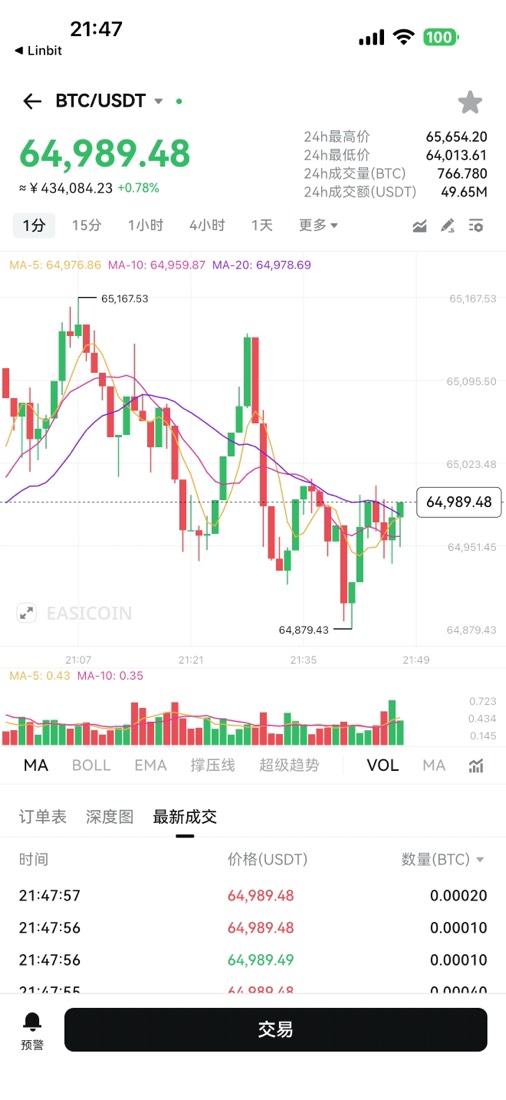 21:47
100
◀ Linbit
← BTC/USDT
64,989.48
≈¥434,084.23 +0.78%
24h最高价 65,654.20
24h最低价 64,013.61
24h成交量(BTC) 766.780
24h成交额(USDT) 49.65M
1分 15分 1小时 4小时 1天 更多
MA-5: 64,976.86 MA-10: 64,959.87 MA-20: 64,978.69
65,167.53 65,167.53
65,095.50
65,023.48
64,989.48
64,951.45
EASICOIN
64,879.43 64,879.43
21:07 21:21 21:35 21:49
MA-5: 0.43 MA-10: 0.35
0.723
0.434
0.145
MA BOLL EMA 撑压线 超级趋势 VOL MA
订单表 深度图 最新成交
时间 价格(USDT) 数量(BTC)
21:47:57 64,989.48 0.00020
21:47:56 64,989.48 0.00010
21:47:56 64,989.49 0.00010
21:47:55 64,989.48 0.00040
预警
交易